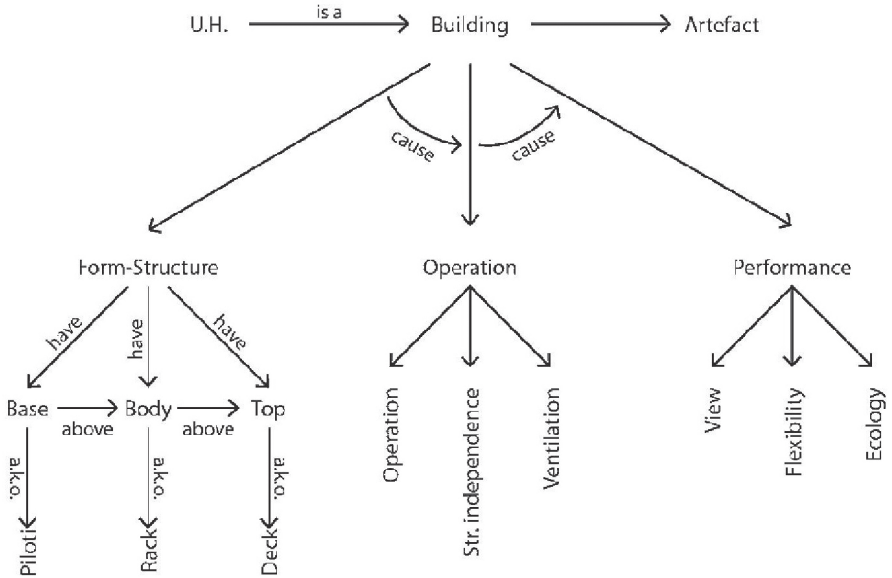 is a
U.H. Building Artefact
cause cause
Form-Structure Operation Performance
have have have
Base Body Top
above above
Operation Str. independence Ventilation View Flexibility Ecology
a.k.o. a.k.o. a.k.o.
Piloti Rack Deck